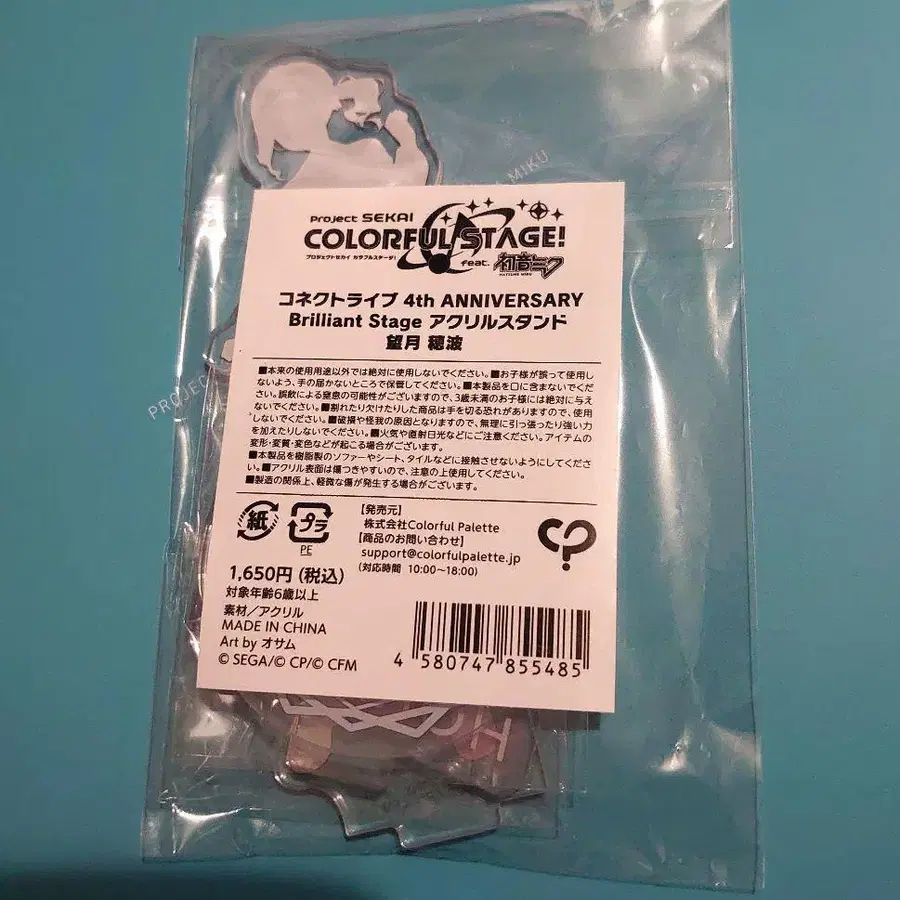 MIKU
PROJECT
Project SEKAI
COLORFUL STAGE!
プロジェクトセカイ カラフルステージ!
feat. 初音ミク
HATSUNE MIKU
コネクトライブ 4th ANNIVERSARY
Brilliant Stage アクリルスタンド
望月 穂波
■本来の使用用途以外では絶対に使用しないでください。■お子様が誤って使用し
ないよう、手の届かないところで保管してください。■本製品を口に含まないでくだ
さい。誤飲による窒息の可能性がございますので、3歳未満のお子様には絶対に与え
ないでください。■割れたり欠けたりした商品は手を切る恐れがありますので、使用
しないでください。■破損や怪我の原因となりますので、無理に引っ張ったり強い力
を加えたりしないでください。■火気や直射日光などにご注意ください。アイテムの
変形・変質・変色などが起こる場合がございます。
■本製品を樹脂製のソファーやシート、タイルなどに接触させないようにしてくださ
い。■アクリル表面は傷つきやすいので、注意の上使用してください。
■製造の関係上、軽微な傷が発生する場合がございます。
紙
プラ
PE
【発売元】
株式会社Colorful Palette
【商品のお問い合わせ】
support@colorfulpalette.jp
(対応時間 10:00～18:00)
1,650円(税込)
対象年齢6歳以上
素材/アクリル
MADE IN CHINA
Art by オサム
© SEGA/© CP/© CFM
4 580747 855485